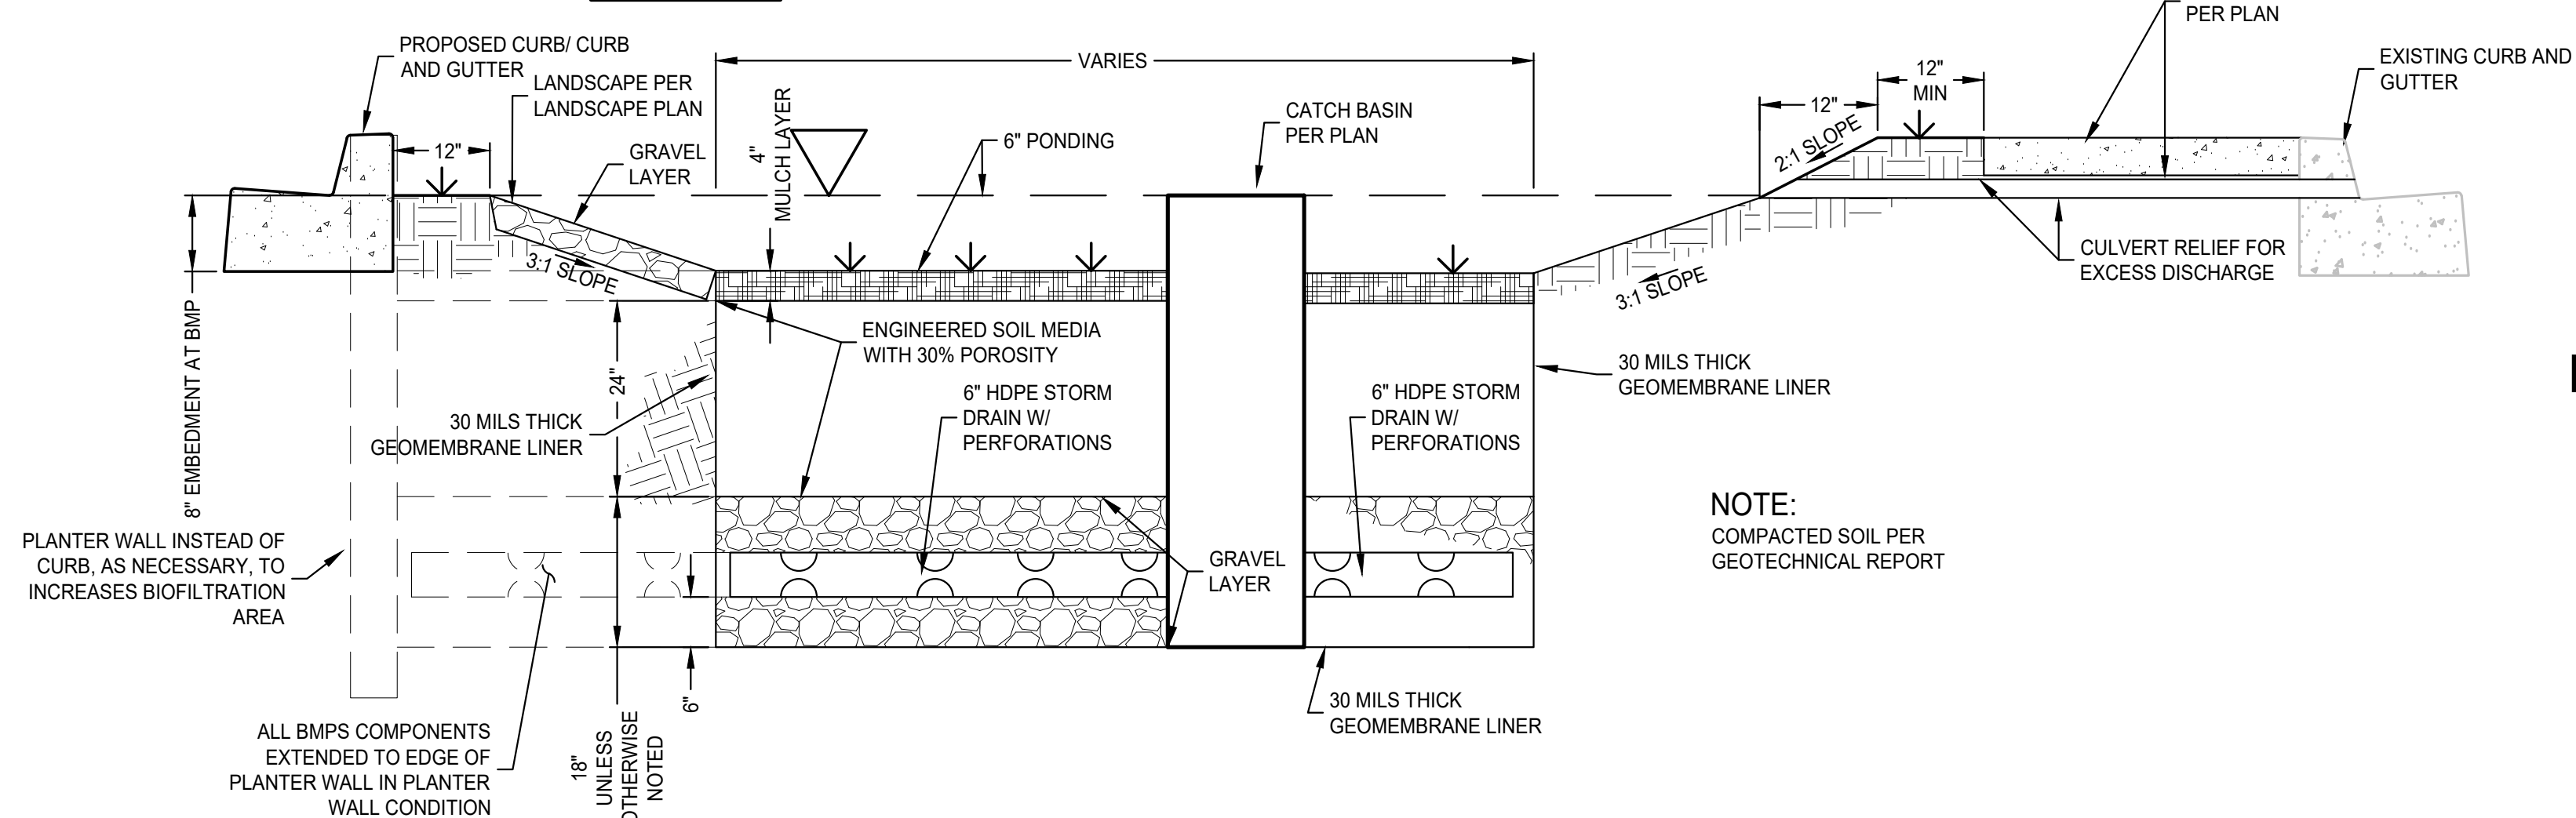 PER PLAN
PROPOSED CURB/ CURB
AND GUTTER
LANDSCAPE PER
LANDSCAPE PLAN
VARIES
12"
MIN
EXISTING CURB AND
GUTTER
12"
2:1 SLOPE
4"
MULCH LAYER
6" PONDING
CATCH BASIN
PER PLAN
12"
GRAVEL
LAYER
3:1 SLOPE
3:1 SLOPE
CULVERT RELIEF FOR
EXCESS DISCHARGE
8" EMBEDMENT AT BMP
24"
ENGINEERED SOIL MEDIA
WITH 30% POROSITY
30 MILS THICK
GEOMEMBRANE LINER
30 MILS THICK
GEOMEMBRANE LINER
6" HDPE STORM
DRAIN W/
PERFORATIONS
6" HDPE STORM
DRAIN W/
PERFORATIONS
NOTE:
COMPACTED SOIL PER
GEOTECHNICAL REPORT
PLANTER WALL INSTEAD OF
CURB, AS NECESSARY, TO
INCREASES BIOFILTRATION
AREA
GRAVEL
LAYER
6"
30 MILS THICK
GEOMEMBRANE LINER
ALL BMPS COMPONENTS
EXTENDED TO EDGE OF
PLANTER WALL IN PLANTER
WALL CONDITION
18"
UNLESS
OTHERWISE
NOTED